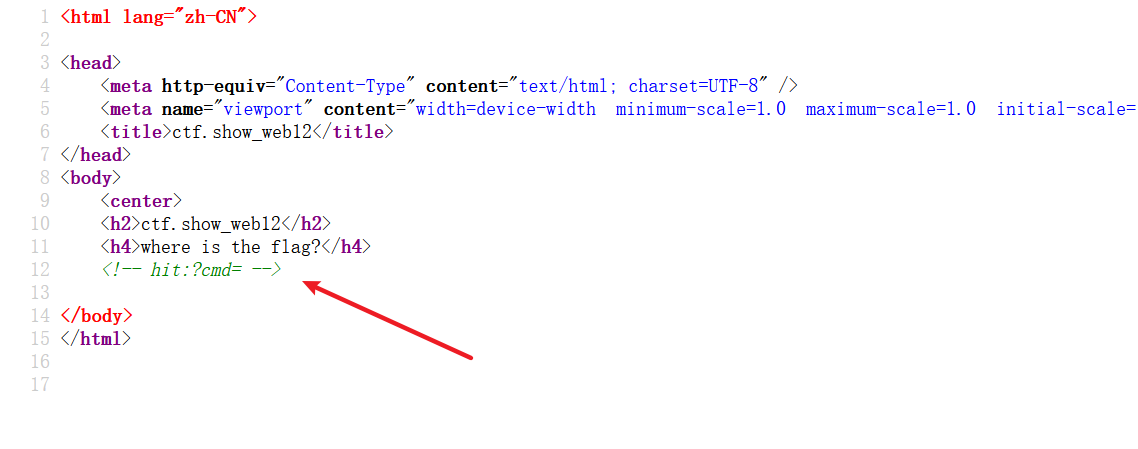 1 <html lang="zh-CN">
2
3 <head>
4 <meta http-equiv="Content-Type" content="text/html; charset=UTF-8" />
5 <meta name="viewport" content="width=device-width minimum-scale=1.0 maximum-scale=1.0 initial-scale=
6 <title>ctf.show_web12</title>
7 </head>
8 <body>
9 <center>
10 <h2>ctf.show_web12</h2>
11 <h4>where is the flag?</h4>
12 <!-- hit:?cmd= -->
13
14 </body>
15 </html>
16
17